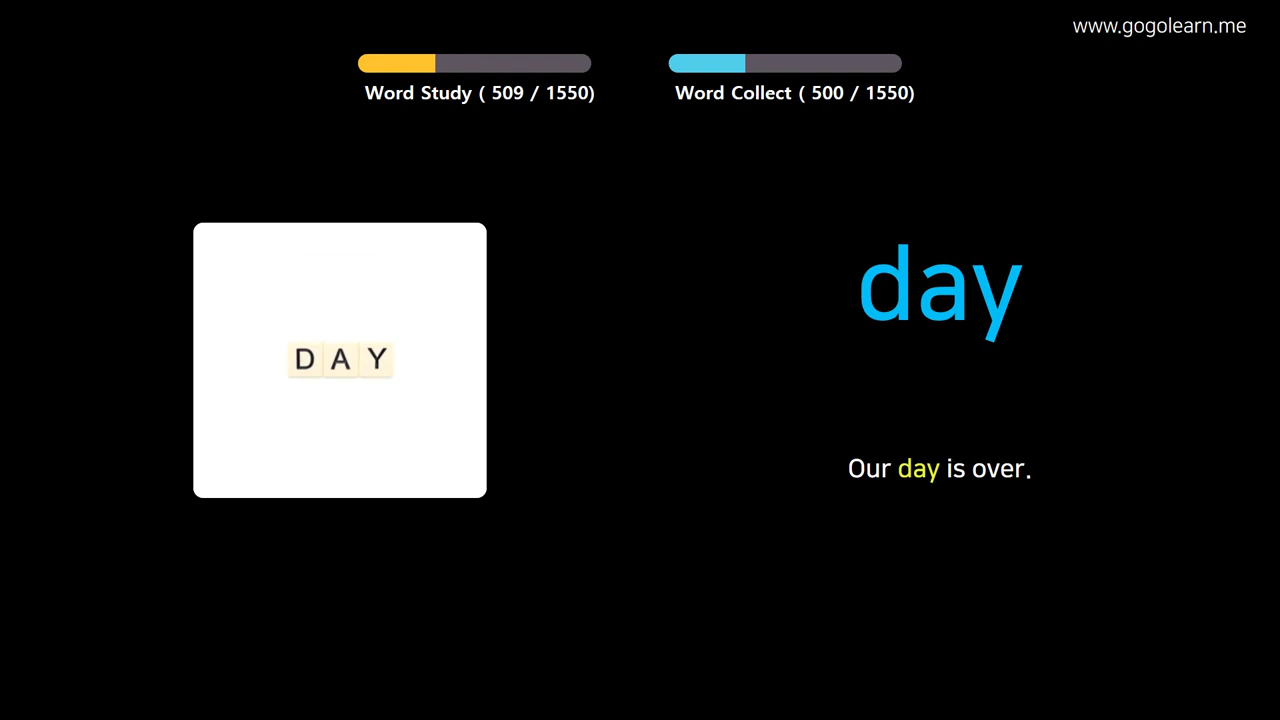 www.gogolearn.me
Word Study ( 509 / 1550)
Word Collect ( 500 / 1550)
DAY
day
Our day is over.